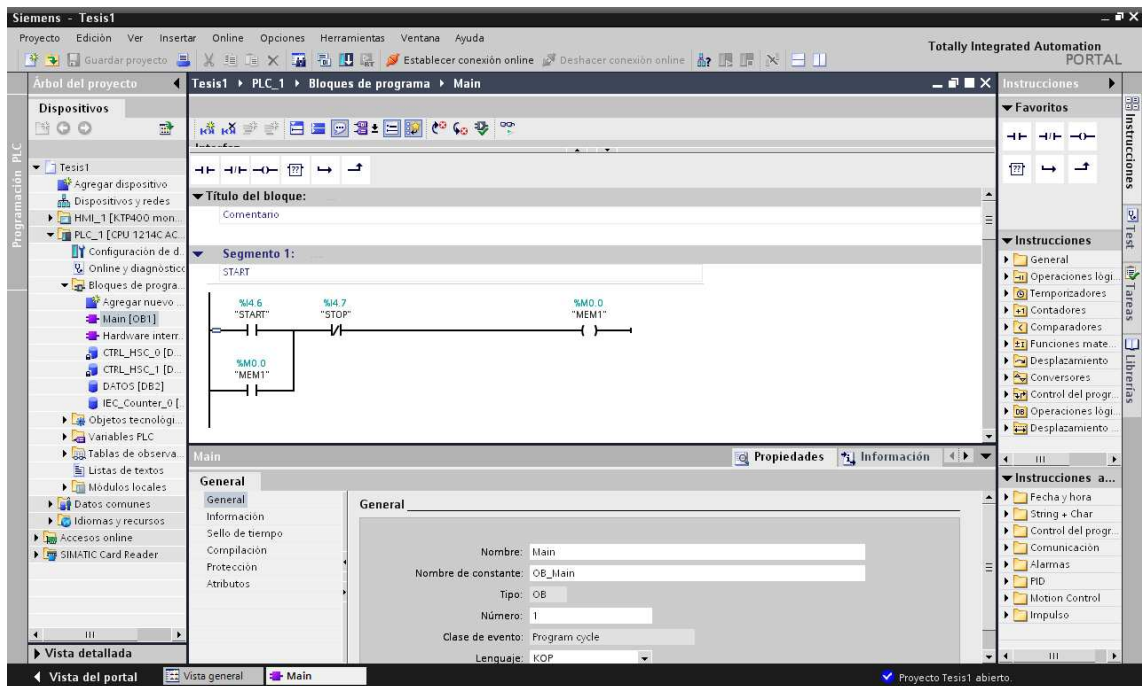 Siemens - Tesis1
Proyecto Edición Ver Insertar Online Opciones Herramientas Ventana Ayuda
Totally Integrated Automation
PORTAL
Guardar proyecto Establecer conexión online Deshacer conexión online
Árbol del proyecto
Tesis1 PLC_1 Bloques de programa Main
Instrucciones
Dispositivos
Programación PLC
Tesis1
Agregar dispositivo
Dispositivos y redes
HMI_1 [KTP400 mon...
PLC_1 [CPU 1214C AC...
Configuración de d...
Online y diagnóstico
Bloques de progra...
Agregar nuevo ...
Main [OB1]
Hardware interr...
CTRL_HSC_0 [D...
CTRL_HSC_1 [D...
DATOS [DB2]
IEC_Counter_0 [...
Objetos tecnológi...
Variables PLC
Tablas de observa...
Listas de textos
Módulos locales
Datos comunes
Idiomas y recursos
Accesos online
SIMATIC Card Reader
Vista detallada
Título del bloque:
Comentario
Segmento 1:
START
%I4.6
"START"
%I4.7
"STOP"
%M0.0
"MEM1"
%M0.0
"MEM1"
Main
Propiedades Información
General
General
Información
Sello de tiempo
Compilación
Protección
Atributos
General
Nombre: Main
Nombre de constante: OB_Main
Tipo: OB
Número: 1
Clase de evento: Program cycle
Lenguaje: KOP
Favoritos
Instrucciones
General
Operaciones lógi...
Temporizadores
Contadores
Comparadores
Funciones mate...
Desplazamiento
Conversores
Control del progr...
Operaciones lógi...
Desplazamiento ...
Instrucciones a...
Fecha y hora
String + Char
Control del progr...
Comunicación
Alarmas
PID
Motion Control
Impulso
Instrucciones
Test
Tareas
Librerías
Vista del portal Vista general Main Proyecto Tesis1 abierto.